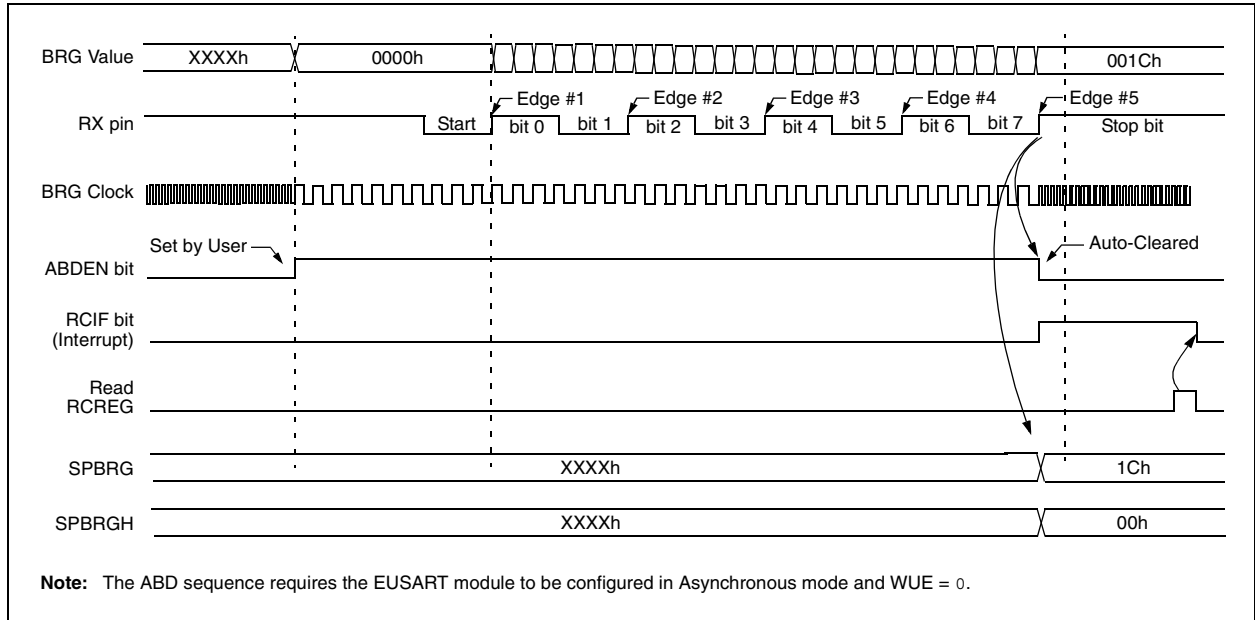 BRG Value XXXXh 0000h 001Ch
Edge #1 Edge #2 Edge #3 Edge #4 Edge #5
RX pin Start bit 0 bit 1 bit 2 bit 3 bit 4 bit 5 bit 6 bit 7 Stop bit
BRG Clock
Set by User Auto-Cleared
ABDEN bit
RCIF bit
(Interrupt)
Read
RCREG
SPBRG XXXXh 1Ch
SPBRGH XXXXh 00h
Note: The ABD sequence requires the EUSART module to be configured in Asynchronous mode and WUE = 0.